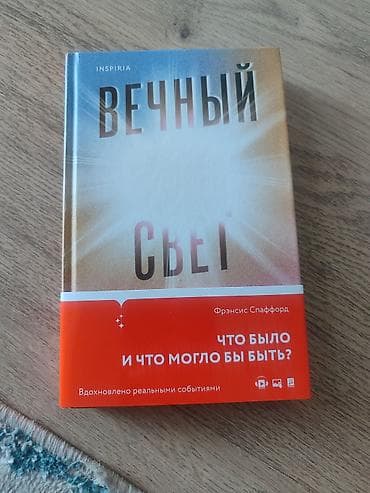 INSPIRIA
ВЕЧНЫЙ
СВЕТ
Фрэнсис Спаффорд
ЧТО БЫЛО
И ЧТО МОГЛО БЫ БЫТЬ?
Вдохновлено реальными событиями